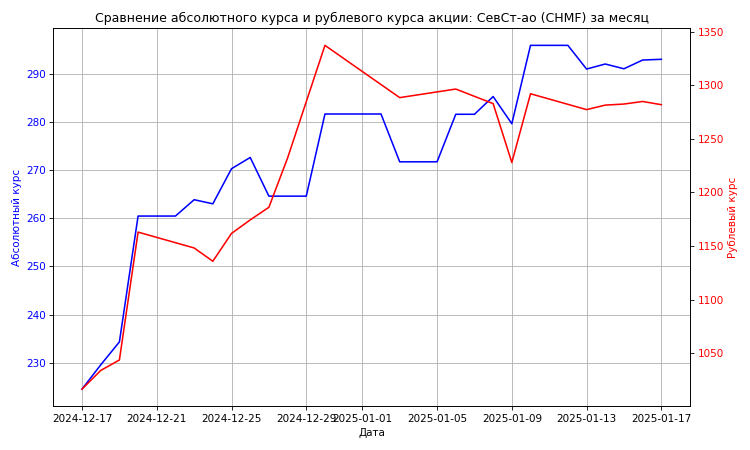 Сравнение абсолютного курса и рублевого курса акции: СевСт-ао (CHMF) за месяц
Абсолютный курс
290
280
270
260
250
240
230
1350
1300
1250
1200
1150
1100
1050
Рублевый курс
2024-12-17 2024-12-21 2024-12-25 2024-12-29 2025-01-01 2025-01-05 2025-01-09 2025-01-13 2025-01-17
Дата